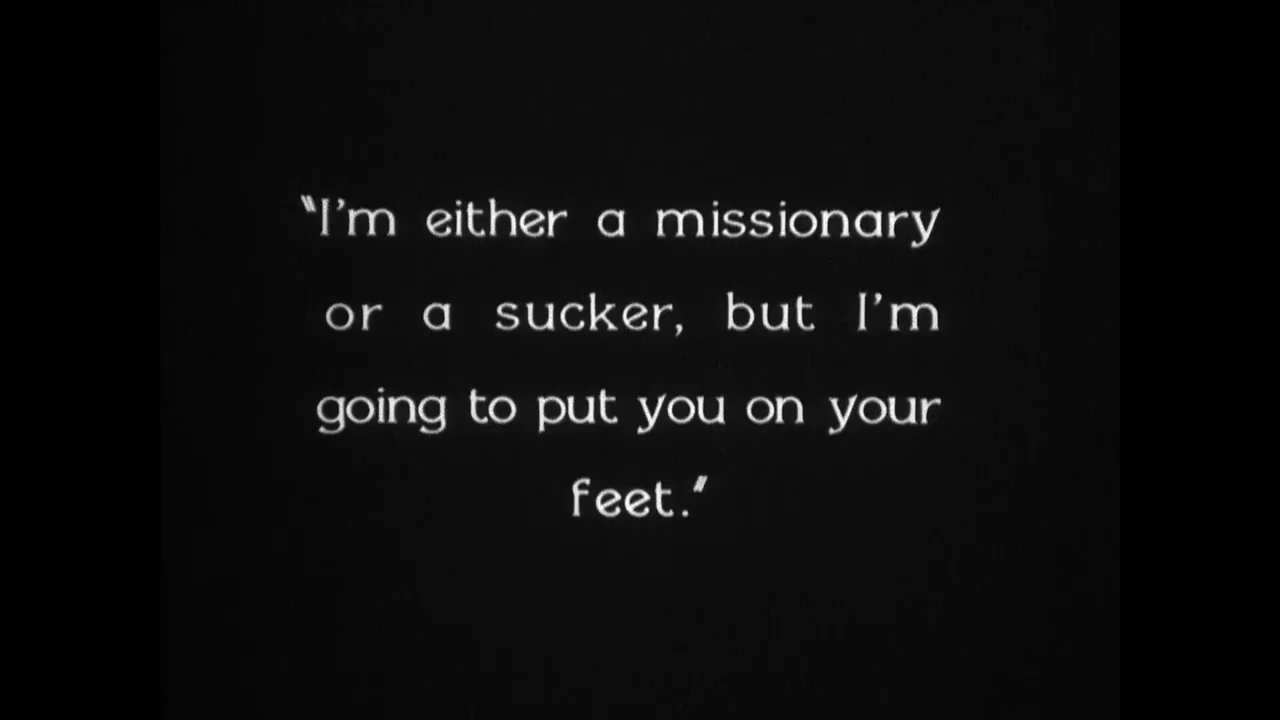 "I'm either a missionary
or a sucker, but I'm
going to put you on your
feet."